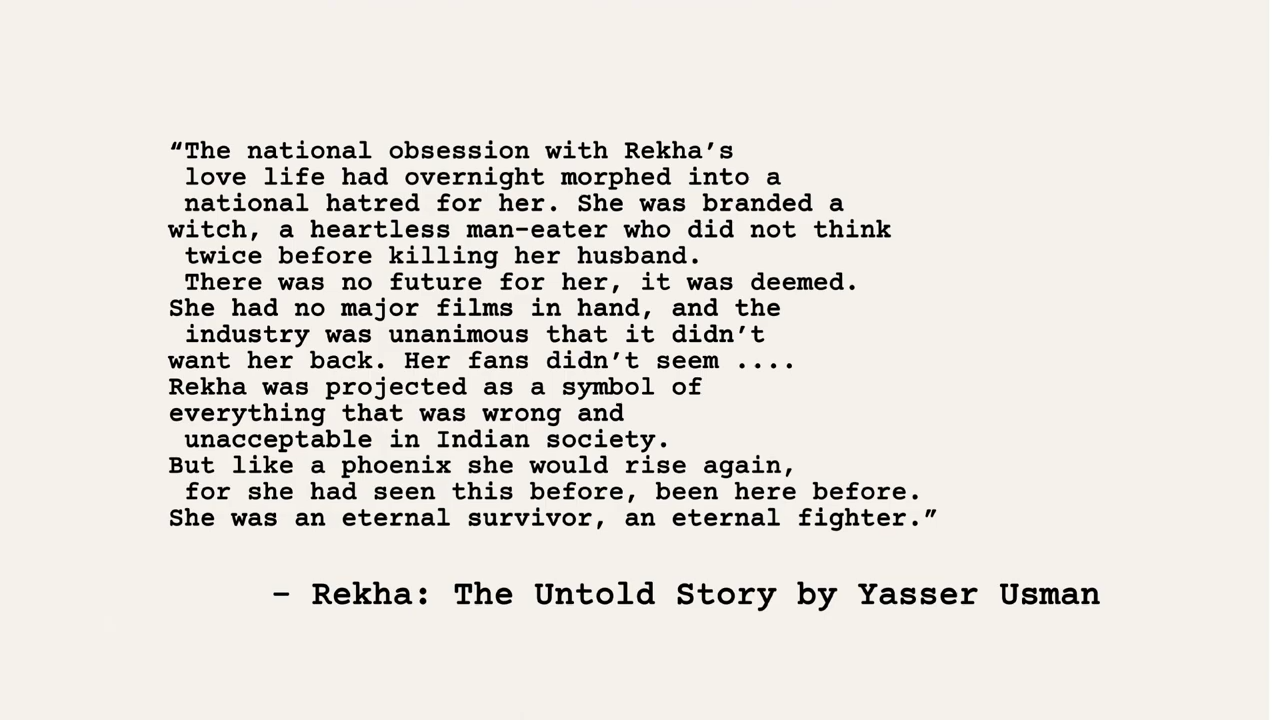 “The national obsession with Rekha’s
love life had overnight morphed into a
national hatred for her. She was branded a
witch, a heartless man-eater who did not think
twice before killing her husband.
There was no future for her, it was deemed.
She had no major films in hand, and the
industry was unanimous that it didn’t
want her back. Her fans didn’t seem ....
Rekha was projected as a symbol of
everything that was wrong and
unacceptable in Indian society.
But like a phoenix she would rise again,
for she had seen this before, been here before.
She was an eternal survivor, an eternal fighter.”
– Rekha: The Untold Story by Yasser Usman